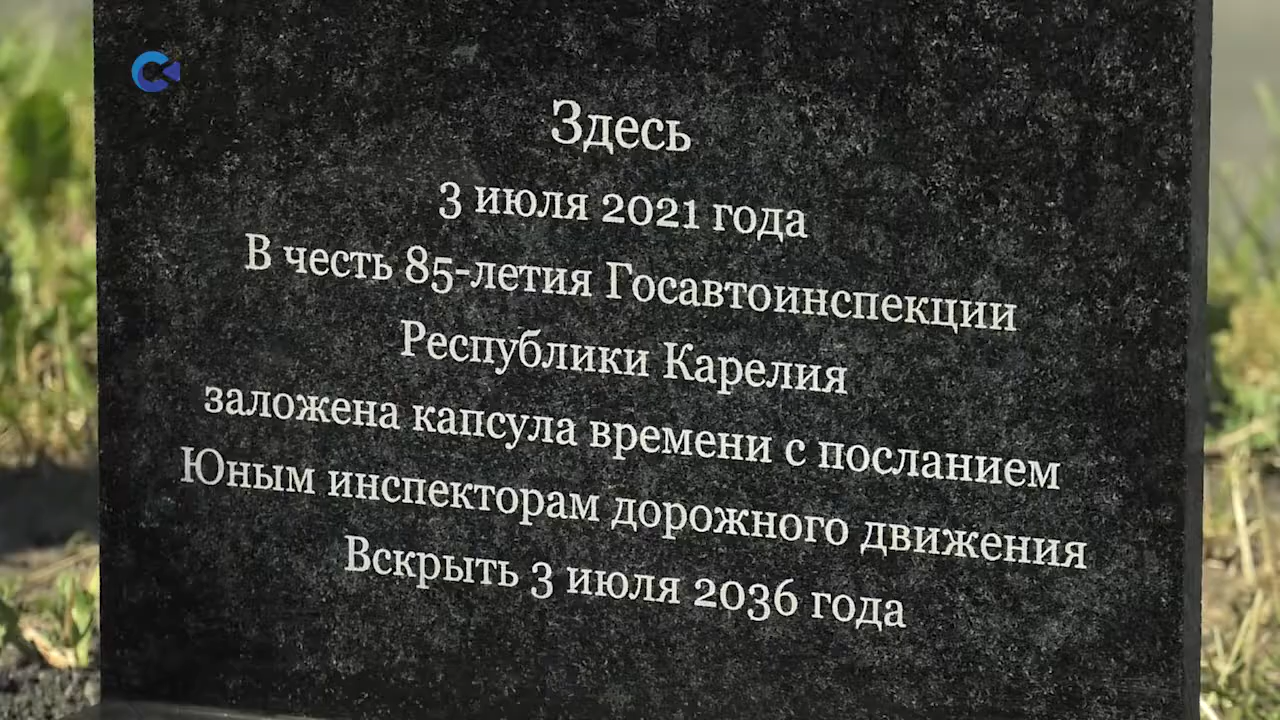 Здесь
3 июля 2021 года
В честь 85-летия Госавтоинспекции
Республики Карелия
заложена капсула времени с посланием
Юным инспекторам дорожного движения
Вскрыть 3 июля 2036 года